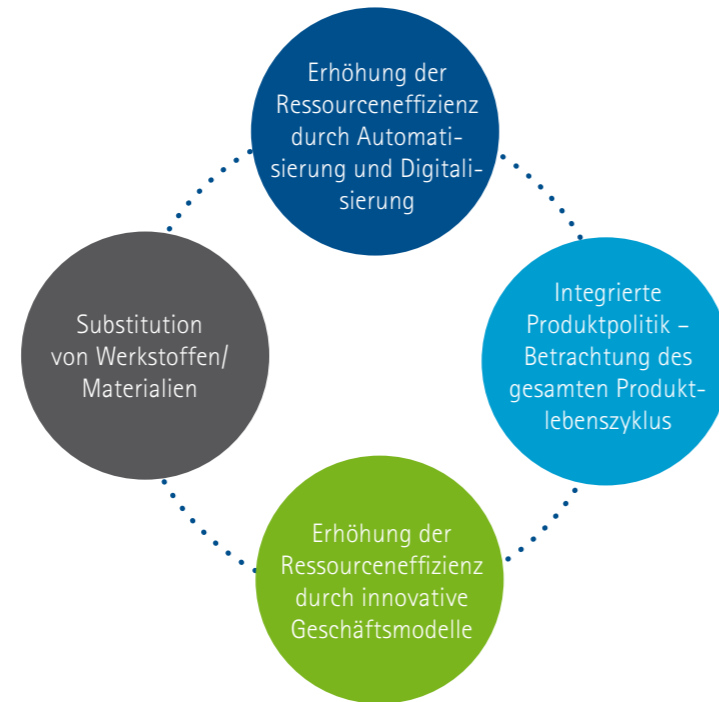 Erhöhung der
Ressourceneffizienz
durch Automati-
sierung und Digitali-
sierung
Integrierte
Produktpolitik –
Betrachtung des
gesamten Produkt-
lebenszyklus
Substitution
von Werkstoffen/
Materialien
Erhöhung der
Ressourceneffizienz
durch innovative
Geschäftsmodelle